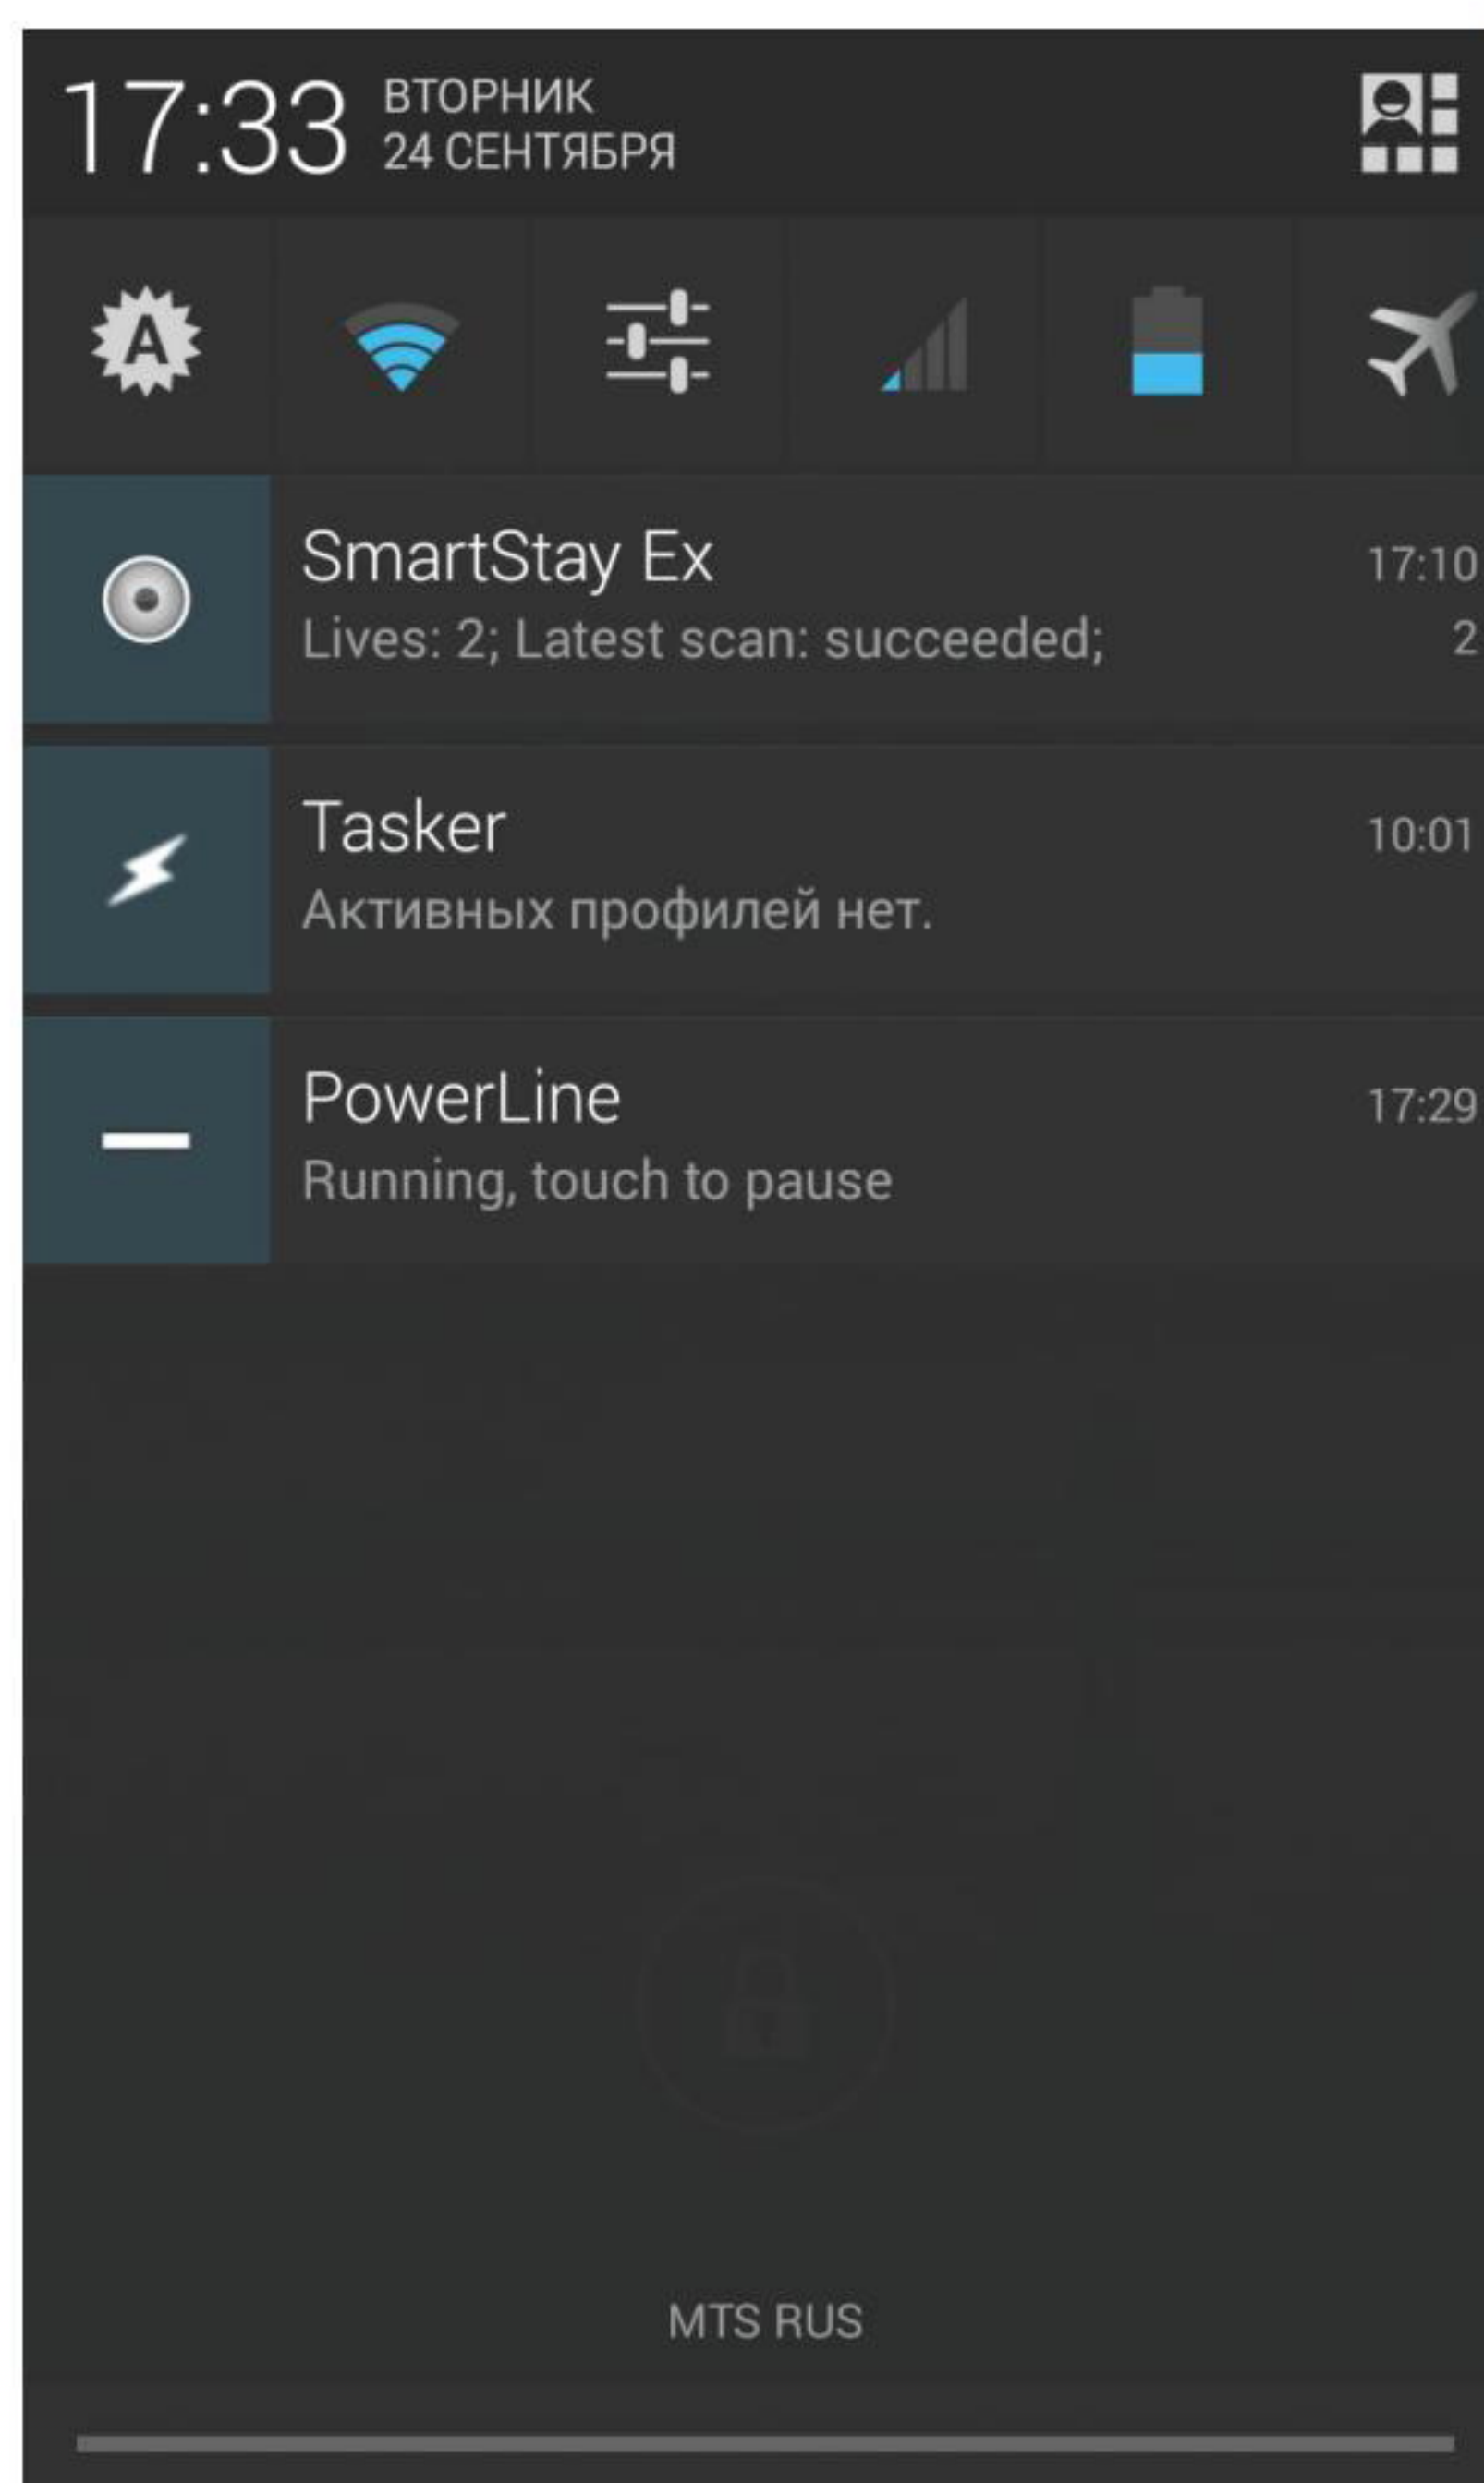 17:33
ВТОРНИК
24 СЕНТЯБРЯ
A
SmartStay Ex
17:10
Lives: 2; Latest scan: succeeded;
2
Tasker
10:01
Активных профилей нет.
PowerLine
17:29
Running, touch to pause
MTS RUS